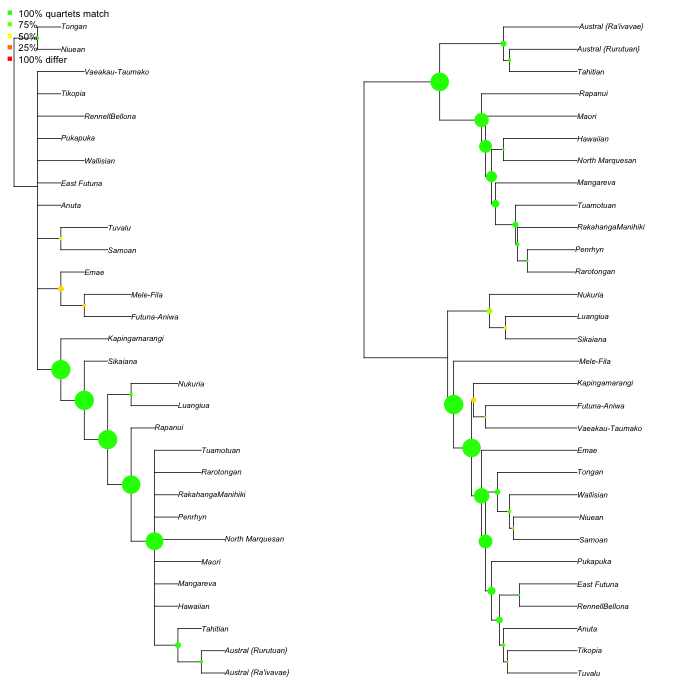 100% quartets match
75%
50%
25%
100% differ
Tongan
Niuean
Vaeakau-Taumako
Tikopia
RennellBellona
Pukapuka
Wallisian
East Futuna
Anuta
Tuvalu
Samoan
Emae
Mele-Fila
Futuna-Aniwa
Kapingamarangi
Sikaiana
Nukuria
Luangiua
Rapanui
Tuamotuan
Rarotongan
RakahangaManihiki
Penrhyn
North Marquesan
Maori
Mangareva
Hawaiian
Tahitian
Austral {Rurutuan}
Austral {Ra'ivavae}
Austral {Ra'ivavae}
Austral {Rurutuan}
Tahitian
Rapanui
Maori
Hawaiian
North Marquesan
Mangareva
Tuamotuan
RakahangaManihiki
Penrhyn
Rarotongan
Nukuria
Luangiua
Sikaiana
Mele-Fila
Kapingamarangi
Futuna-Aniwa
Vaeakau-Taumako
Emae
Tongan
Wallisian
Niuean
Samoan
Pukapuka
East Futuna
RennellBellona
Anuta
Tikopia
Tuvalu